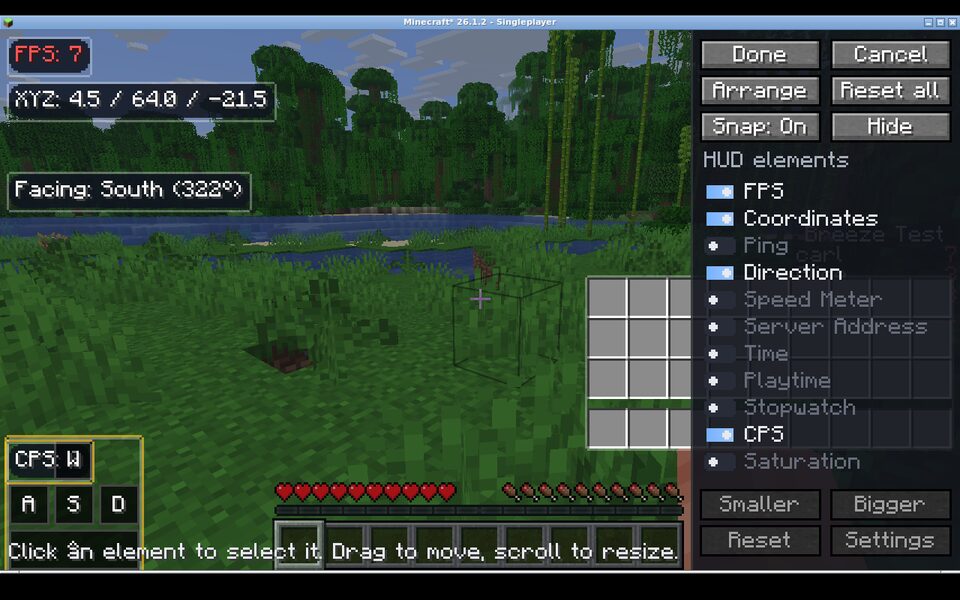 Minecraft* 26.1.2 - Singleplayer
FPS: 7
XYZ: 4.5 / 64.0 / -21.5
Facing: South (322°)
CPS W
A S D
Click an element to select it. Drag to move, scroll to resize.
Done Cancel
Arrange Reset all
Snap: On Hide
HUD elements
FPS
Coordinates
Ping
Direction
Speed Meter
Server Address
Time
Playtime
Stopwatch
CPS
Saturation
Breeze Test
Smaller Bigger
Reset Settings